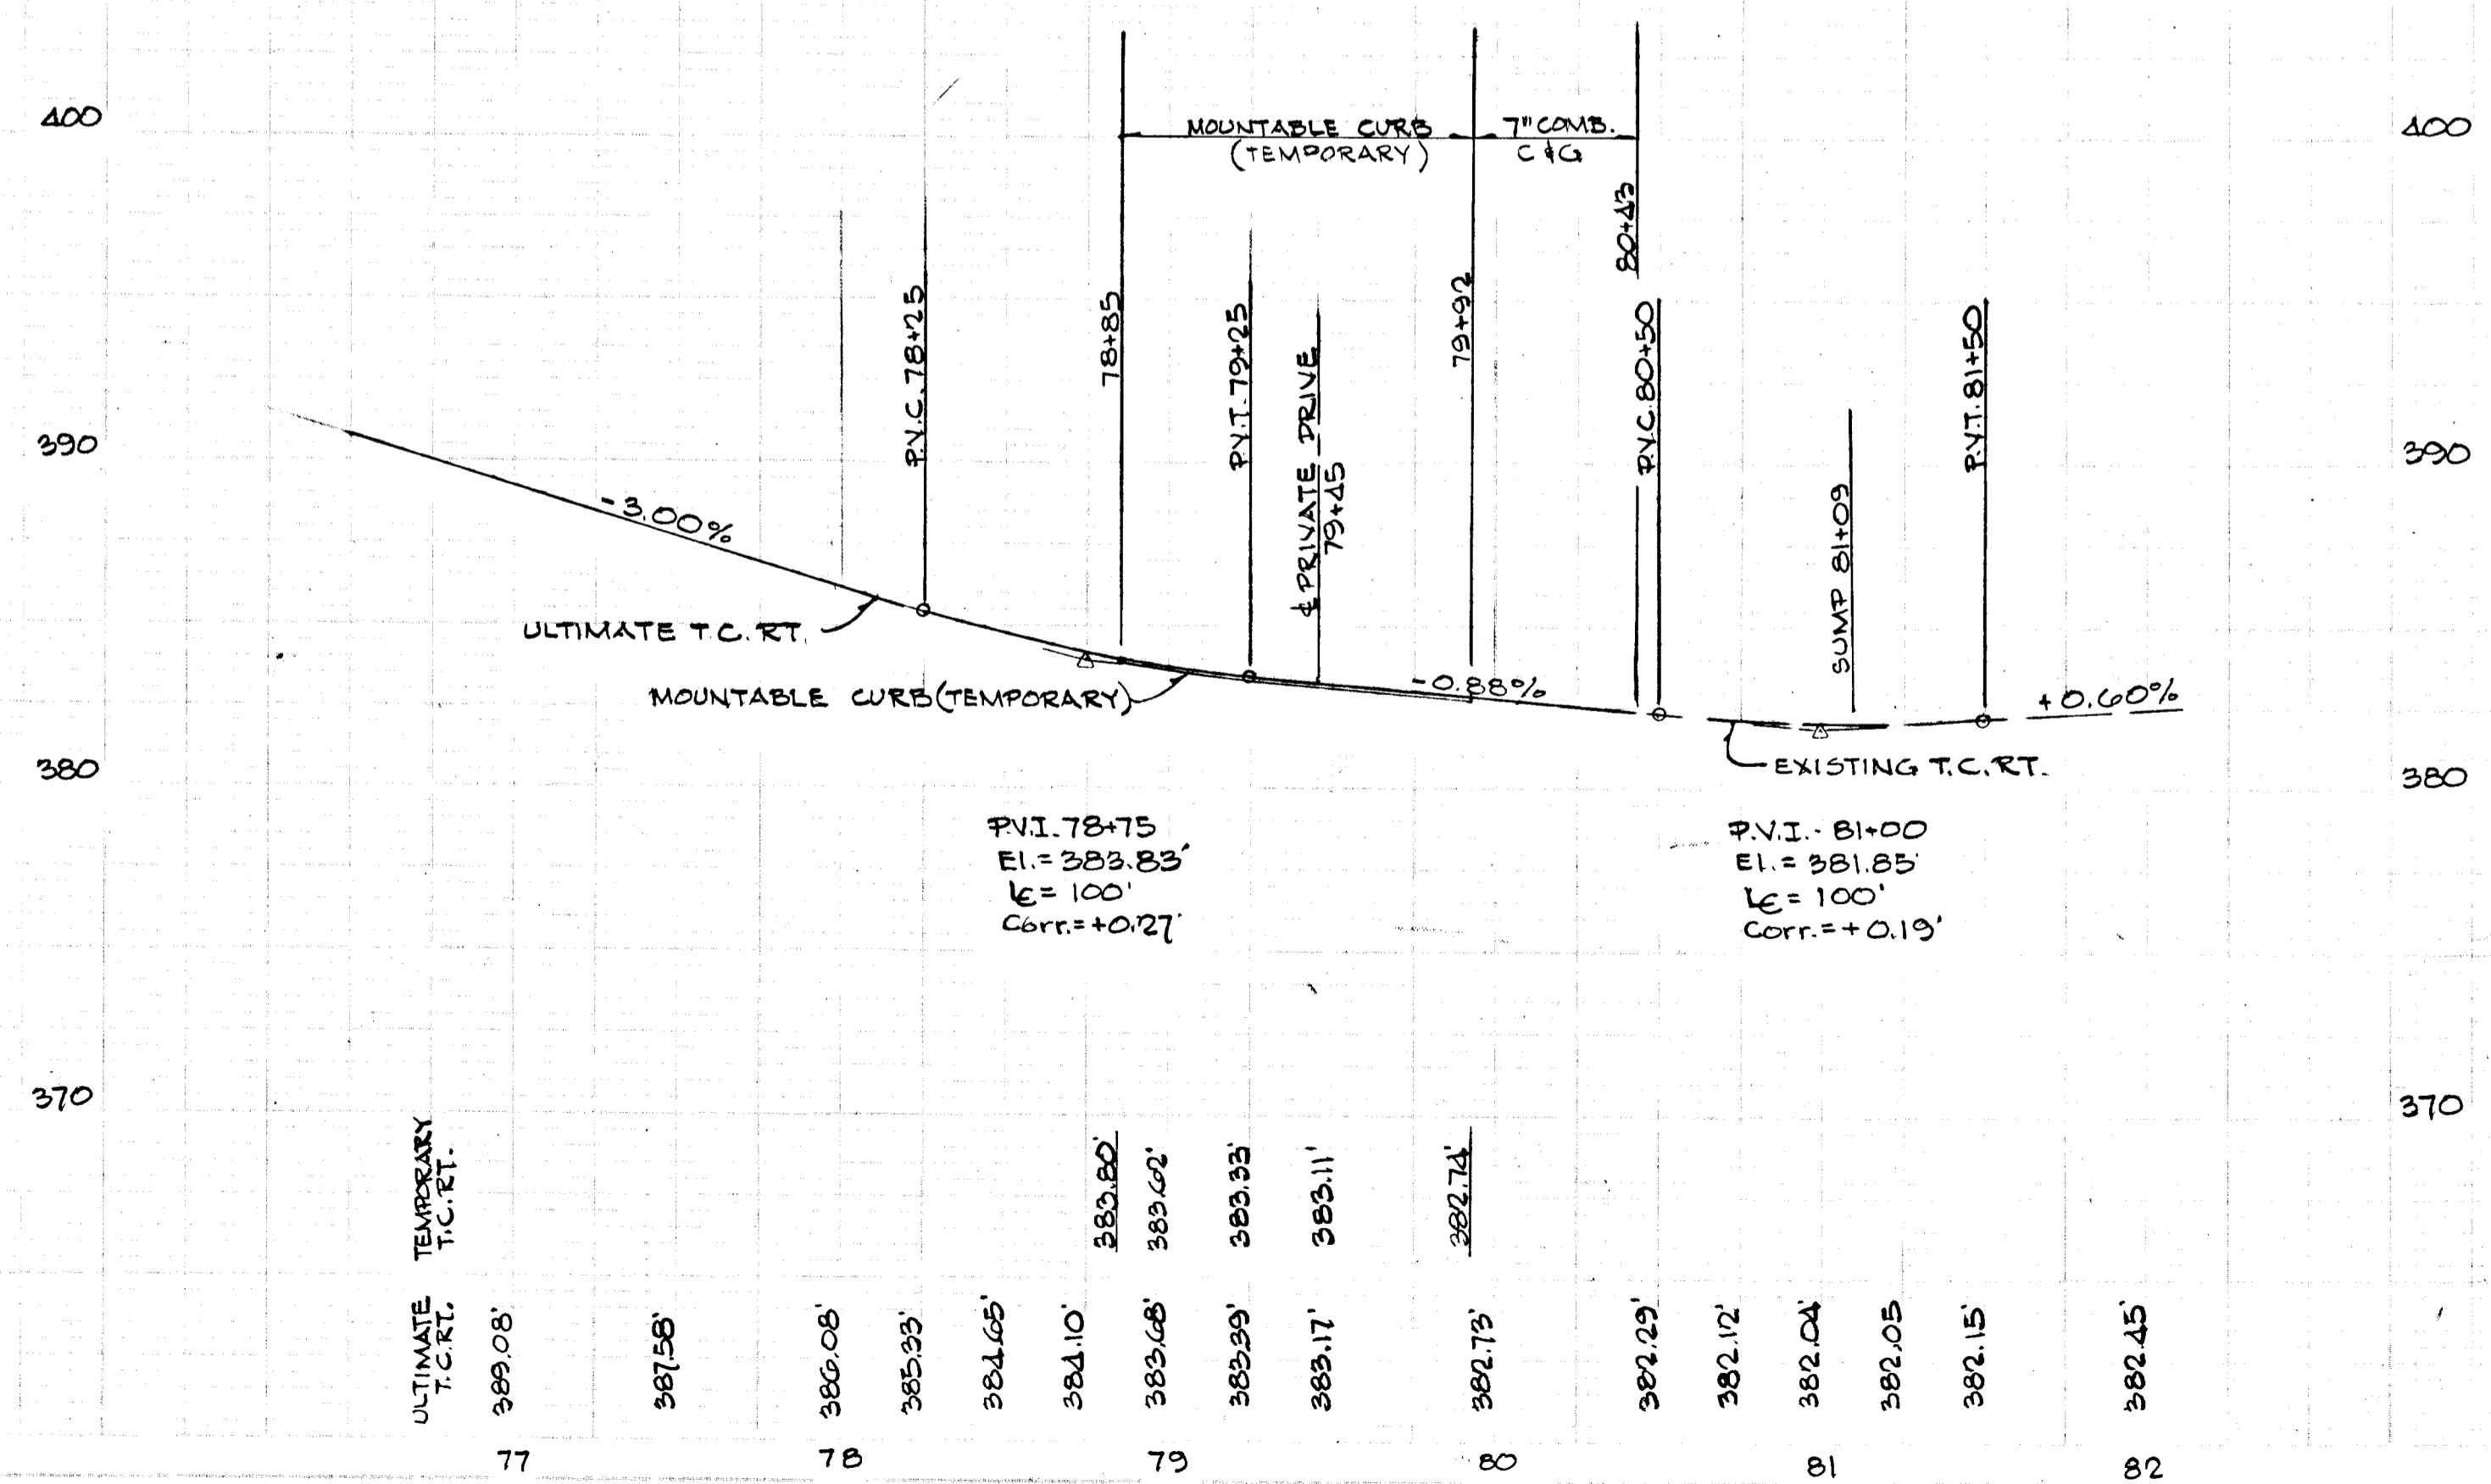 400
400
MOUNTABLE CURB
(TEMPORARY)
7" COMB.
C & G
80+43
P.V.C. 78+25
78+85
P.V.T. 79+25
℄ PRIVATE DRIVE
79+45
79+92
P.V.C. 80+50
SUMP 81+09
P.V.T. 81+50
390
390
-3.00%
ULTIMATE T.C. RT.
MOUNTABLE CURB (TEMPORARY)
-0.88%
+0.60%
EXISTING T.C. RT.
380
380
P.V.I. 78+75
El. = 383.83'
LC = 100'
Corr. = +0.27'
P.V.I. - 81+00
El. = 381.85'
LC = 100'
Corr. = +0.19'
370
370
TEMPORARY
T.C. RT.
383.80'
383.62'
383.33'
383.11'
382.74'
ULTIMATE
T.C. RT.
389.08'
387.58'
386.08'
385.33'
384.65'
384.10'
383.68'
383.39'
383.17'
382.73'
382.29'
382.12'
382.04'
382.05
382.15'
382.45'
77
78
79
80
81
82